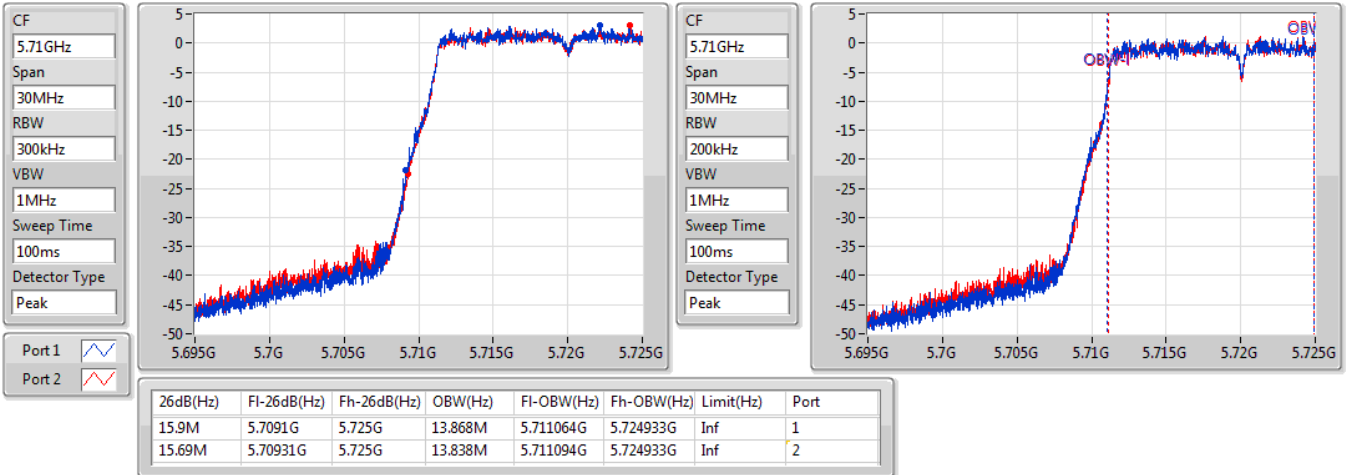 CF
5.71GHz
Span
30MHz
RBW
300kHz
VBW
1MHz
Sweep Time
100ms
Detector Type
Peak
5
0
-5
-10
-15
-20
-25
-30
-35
-40
-45
-50
5.695G 5.7G 5.705G 5.71G 5.715G 5.72G 5.725G
CF
5.71GHz
Span
30MHz
RBW
200kHz
VBW
1MHz
Sweep Time
100ms
Detector Type
Peak
5
0
-5
-10
-15
-20
-25
-30
-35
-40
-45
-50
OBW-l
OBW
5.695G 5.7G 5.705G 5.71G 5.715G 5.72G 5.725G
Port 1
Port 2
26dB(Hz) Fl-26dB(Hz) Fh-26dB(Hz) OBW(Hz) Fl-OBW(Hz) Fh-OBW(Hz) Limit(Hz) Port
15.9M 5.7091G 5.725G 13.868M 5.711064G 5.724933G Inf 1
15.69M 5.70931G 5.725G 13.838M 5.711094G 5.724933G Inf 2